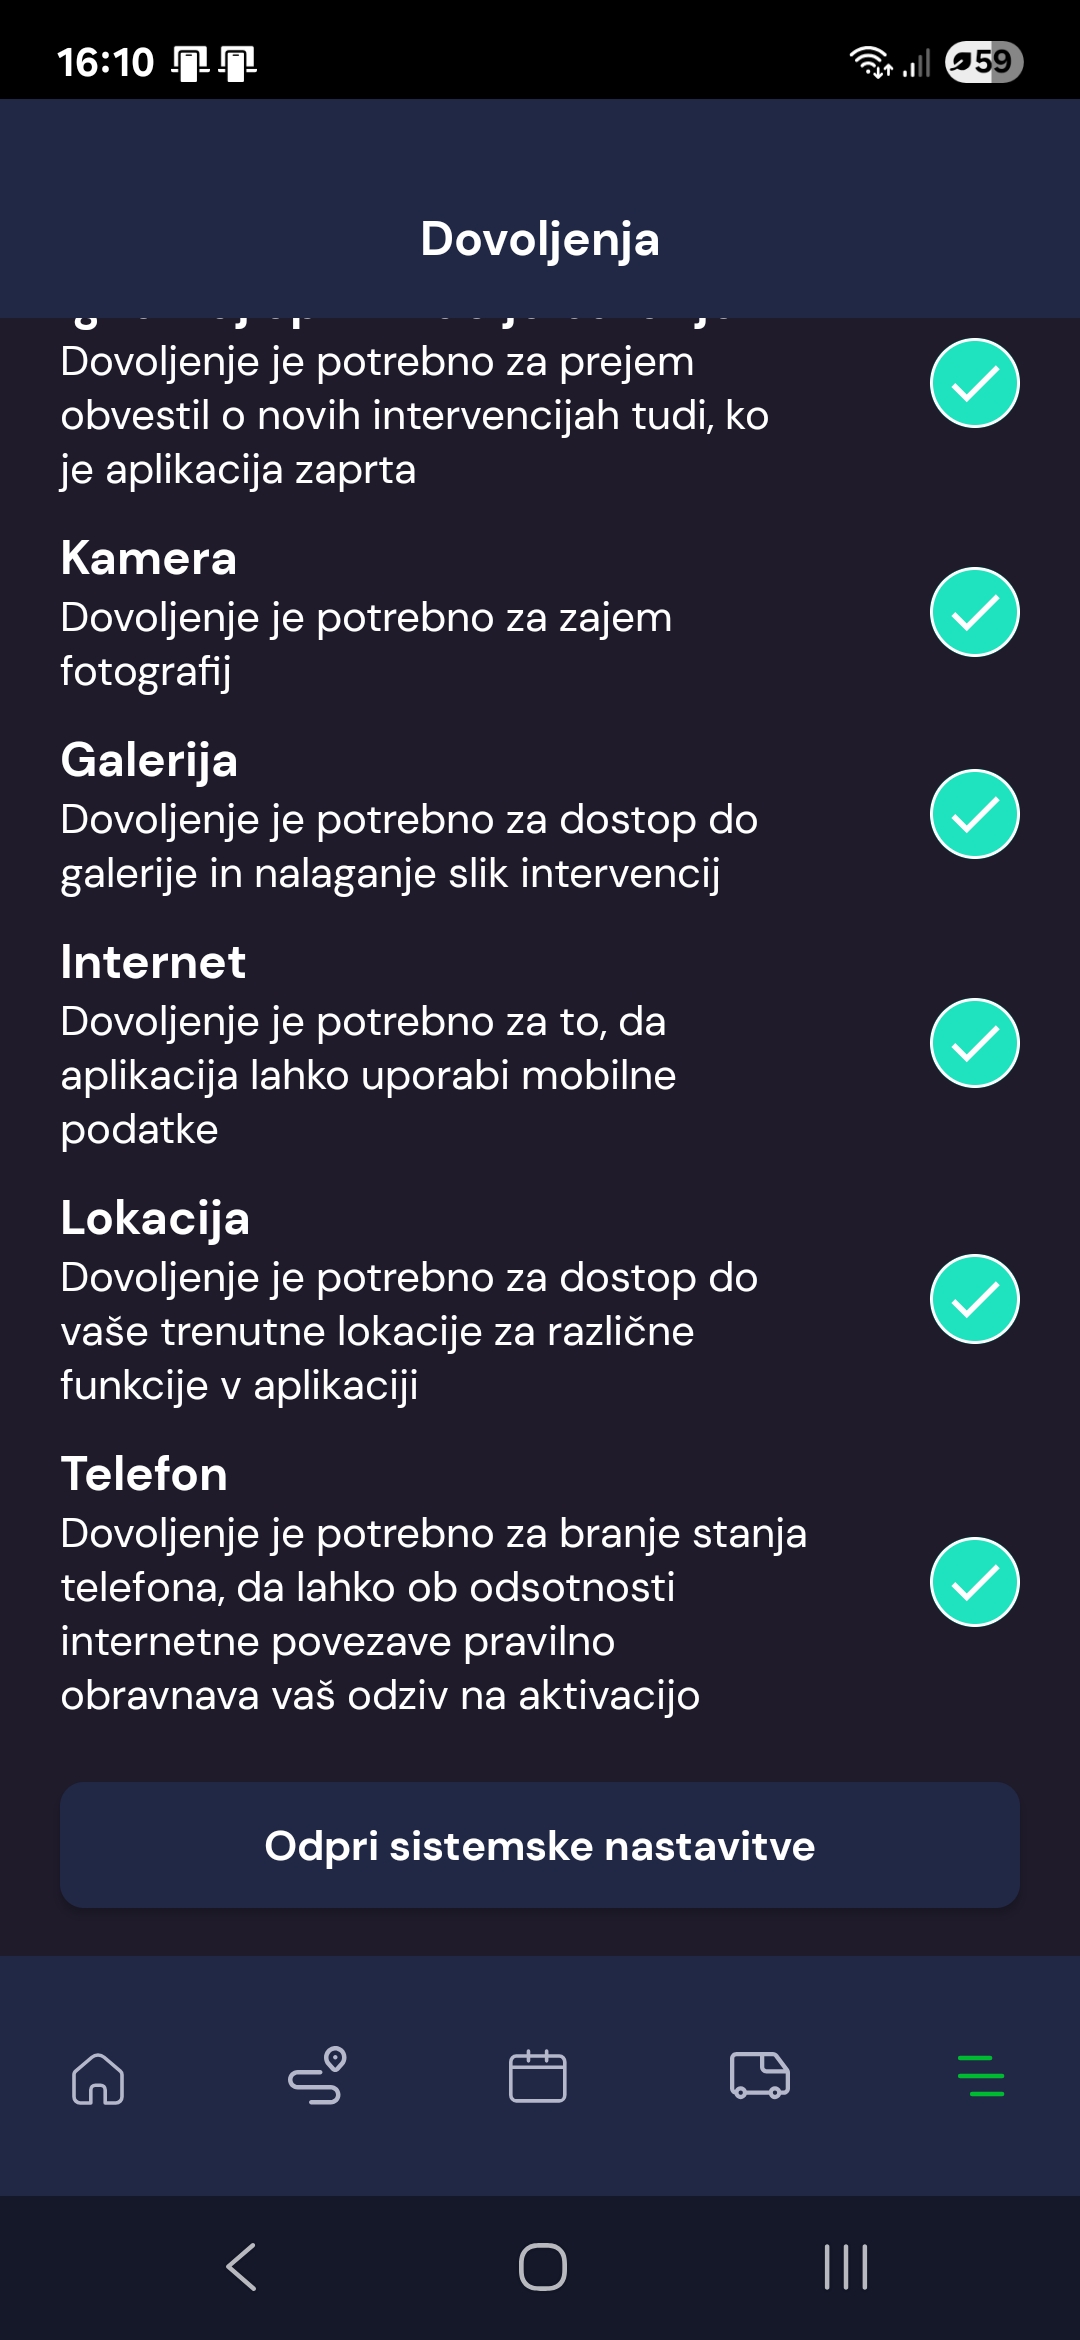 16:10
59
Dovoljenja
Dovoljenje je potrebno za prejem
obvestil o novih intervencijah tudi, ko
je aplikacija zaprta
Kamera
Dovoljenje je potrebno za zajem
fotografij
Galerija
Dovoljenje je potrebno za dostop do
galerije in nalaganje slik intervencij
Internet
Dovoljenje je potrebno za to, da
aplikacija lahko uporabi mobilne
podatke
Lokacija
Dovoljenje je potrebno za dostop do
vaše trenutne lokacije za različne
funkcije v aplikaciji
Telefon
Dovoljenje je potrebno za branje stanja
telefona, da lahko ob odsotnosti
internetne povezave pravilno
obravnava vaš odziv na aktivacijo
Odpri sistemske nastavitve